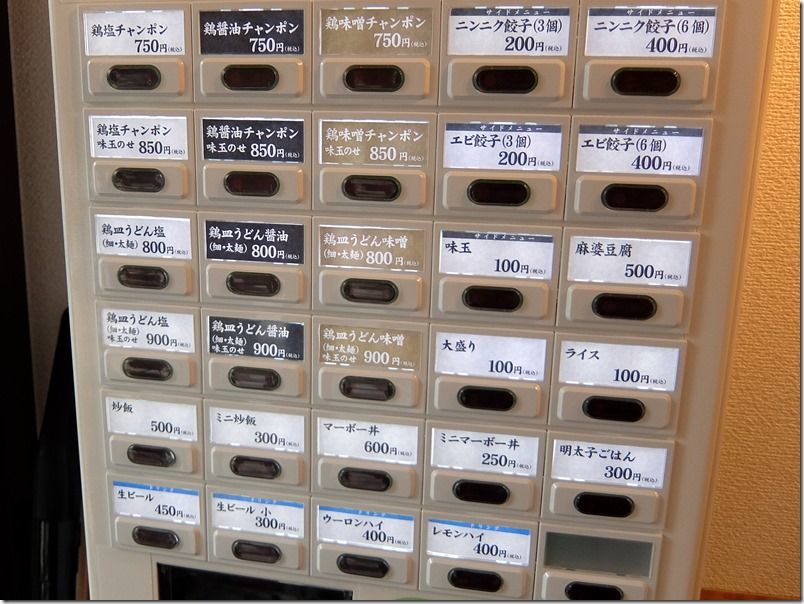 鶏塩チャンポン
750円(税込)
鶏醤油チャンポン
750円(税込)
鶏味噌チャンポン
750円(税込)
サイドメニュー
ニンニク餃子(3個)
200円(税込)
サイドメニュー
ニンニク餃子(6個)
400円(税込)
鶏塩チャンポン
味玉のせ 850円(税込)
鶏醤油チャンポン
味玉のせ 850円(税込)
鶏味噌チャンポン
味玉のせ 850円(税込)
サイドメニュー
エビ餃子(3個)
200円(税込)
サイドメニュー
エビ餃子(6個)
400円(税込)
鶏皿うどん塩
(細・太麺) 800円(税込)
鶏皿うどん醤油
(細・太麺) 800円(税込)
鶏皿うどん味噌
(細・太麺) 800円(税込)
サイドメニュー
味玉
100円(税込)
麻婆豆腐
500円(税込)
鶏皿うどん塩
(細・太麺)
味玉のせ 900円(税込)
鶏皿うどん醤油
(細・太麺)
味玉のせ 900円(税込)
鶏皿うどん味噌
(細・太麺)
味玉のせ 900円(税込)
大盛り
100円(税込)
ライス
100円(税込)
炒飯
500円(税込)
ミニ炒飯
300円(税込)
マーボー丼
600円(税込)
ミニマーボー丼
250円(税込)
明太子ごはん
300円(税込)
ドリンク
生ビール
450円(税込)
ドリンク
生ビール 小
300円(税込)
ドリンク
ウーロンハイ
400円(税込)
ドリンク
レモンハイ
400円(税込)